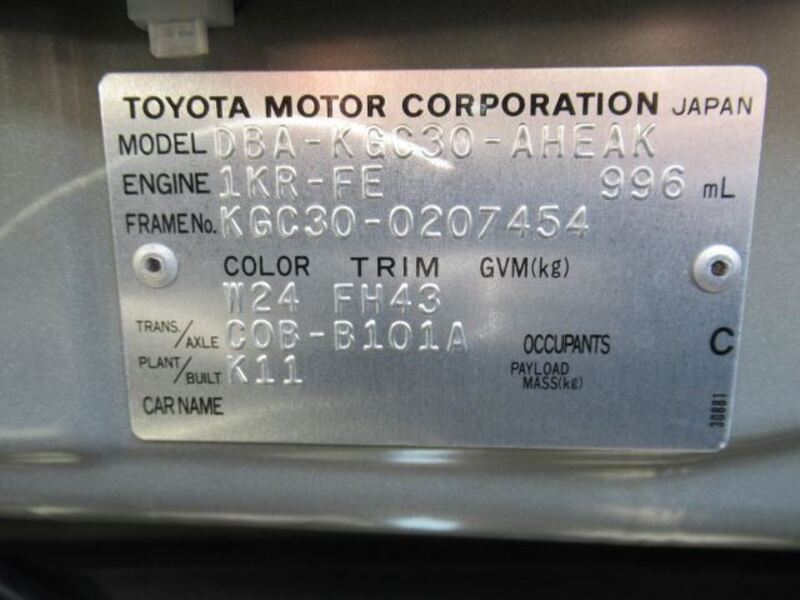 TOYOTA MOTOR CORPORATION JAPAN
MODEL DBA-KGC30-AHEAK
ENGINE 1KR-FE 996 mL
FRAME No. KGC30-0207454
COLOR TRIM GVM(kg)
W24 FH43
TRANS./AXLE COB-B101A
OCCUPANTS C
PLANT/BUILT K11
PAYLOAD
MASS(kg)
CAR NAME
30881